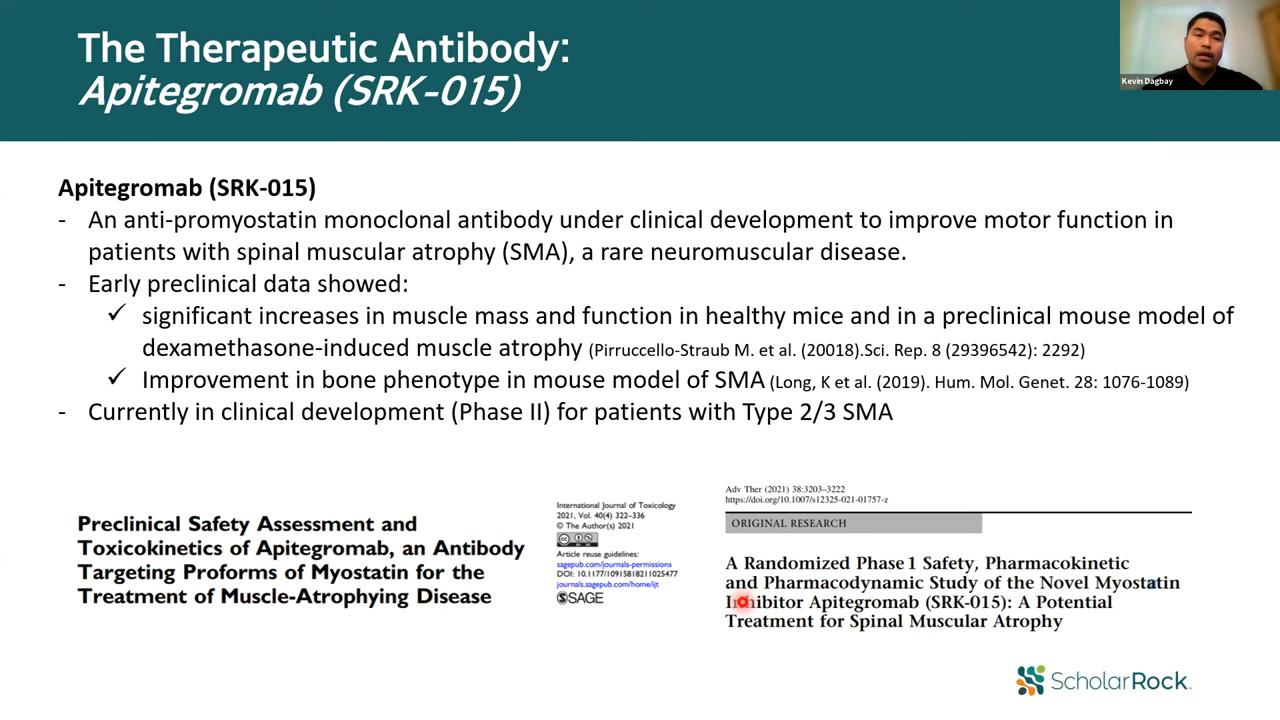 The Therapeutic Antibody:
Apitegromab (SRK-015)
Kevin Dagbay
Apitegromab (SRK-015)
- An anti-promyostatin monoclonal antibody under clinical development to improve motor function in
patients with spinal muscular atrophy (SMA), a rare neuromuscular disease.
- Early preclinical data showed:
✓ significant increases in muscle mass and function in healthy mice and in a preclinical mouse model of
dexamethasone-induced muscle atrophy (Pirruccello-Straub M. et al. (20018).Sci. Rep. 8 (29396542): 2292)
✓ Improvement in bone phenotype in mouse model of SMA (Long, K et al. (2019). Hum. Mol. Genet. 28: 1076-1089)
- Currently in clinical development (Phase II) for patients with Type 2/3 SMA
Preclinical Safety Assessment and
Toxicokinetics of Apitegromab, an Antibody
Targeting Proforms of Myostatin for the
Treatment of Muscle-Atrophying Disease
International Journal of Toxicology
2021, Vol. 40(4) 322–336
© The Author(s) 2021
Article reuse guidelines:
sagepub.com/journals-permissions
DOI: 10.1177/10915818211025477
journals.sagepub.com/home/ijt
SAGE
Adv Ther (2021) 38:3203–3222
https://doi.org/10.1007/s12325-021-01757-z
ORIGINAL RESEARCH
A Randomized Phase 1 Safety, Pharmacokinetic
and Pharmacodynamic Study of the Novel Myostatin
Inhibitor Apitegromab (SRK-015): A Potential
Treatment for Spinal Muscular Atrophy
ScholarRock